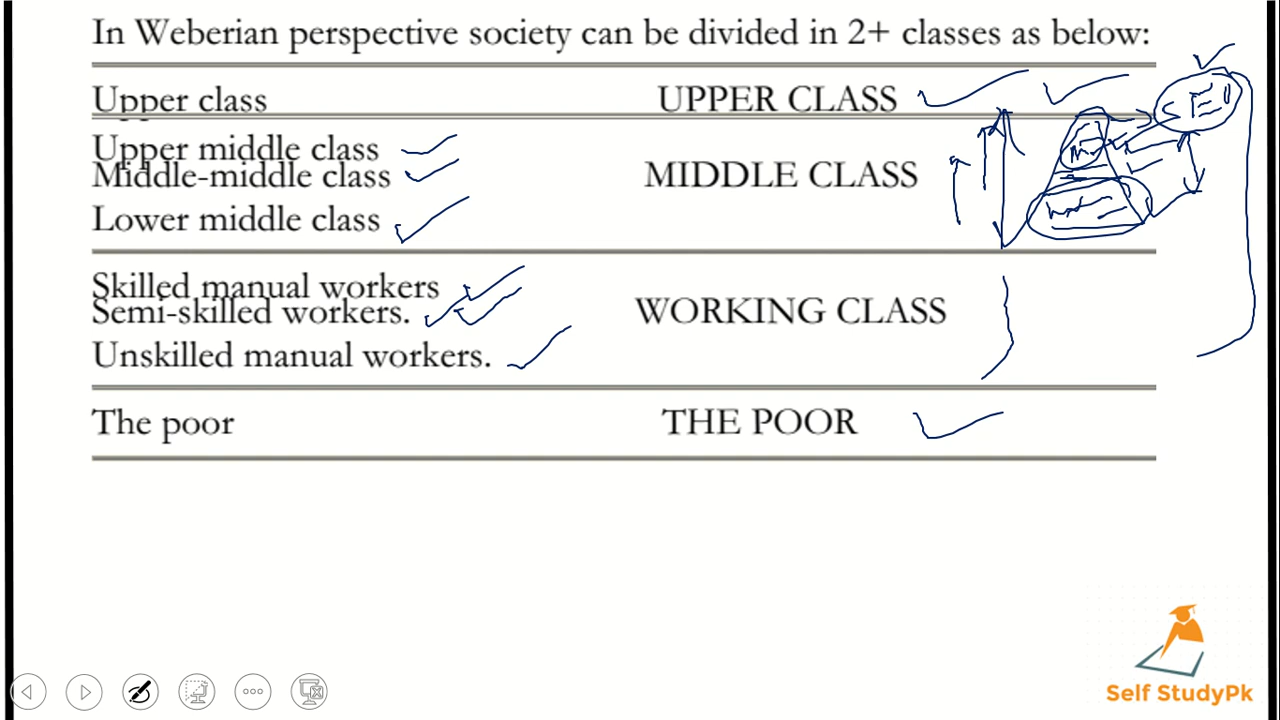 In Weberian perspective society can be divided in 2+ classes as below:
Upper class UPPER CLASS
Upper middle class
Middle-middle class MIDDLE CLASS
Lower middle class
Skilled manual workers
Semi-skilled workers. WORKING CLASS
Unskilled manual workers.
The poor THE POOR
Self StudyPk